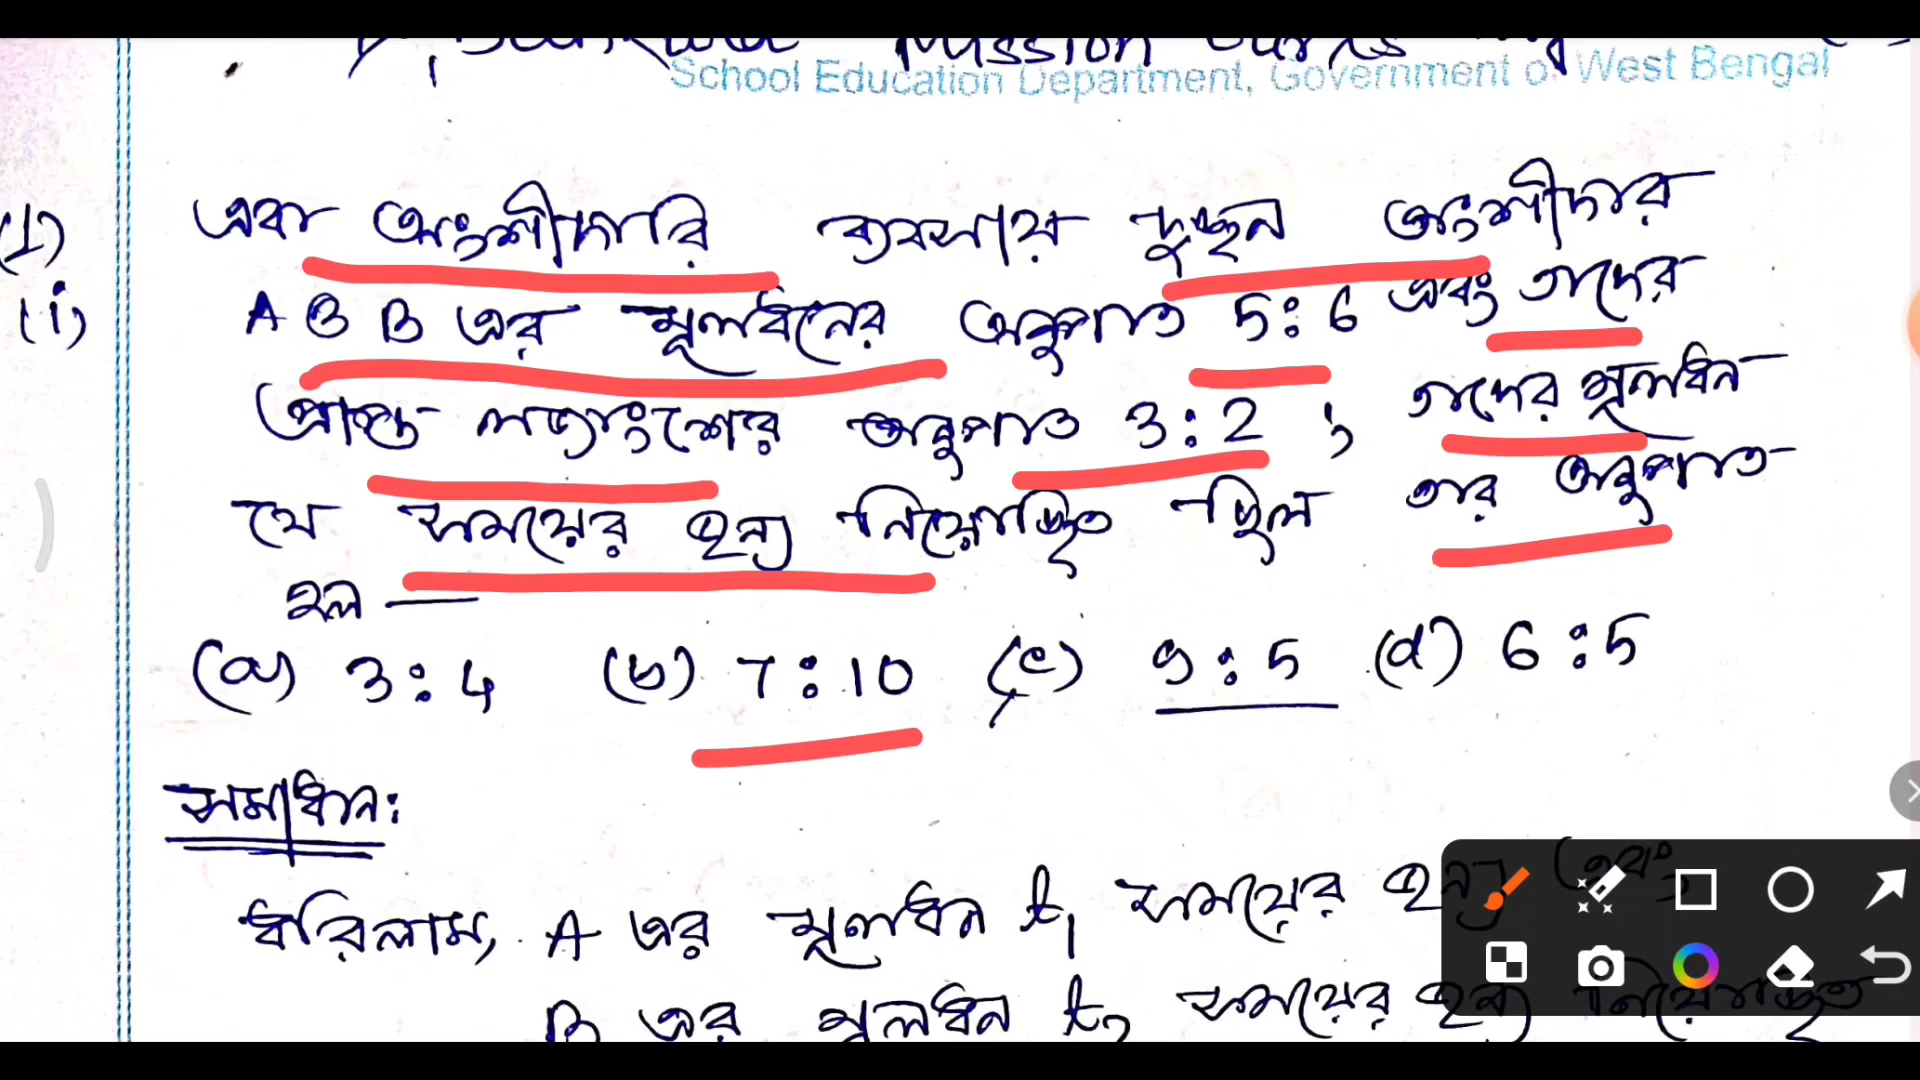 Mission
School Education Department, Government of West Bengal
(1) একটি অংশীদারি ব্যবসায় দুজন অংশীদার
(i) A ও B এর মূলধনের অনুপাত 5:6 এবং তাদের
প্রাপ্ত লভ্যাংশের অনুপাত 3:2 ; তাদের মূলধন
যে সময়ের জন্য নিয়োজিত ছিল তার অনুপাত
হল —
(a) 3:4 (b) 7:10 (c) 9:5 (d) 6:5
সমাধান:
ধরিলাম, A এর মূলধন t₁ সময়ের জন্য এবং
B এর মূলধন t₂ সময়ের জন্য নিয়োজিত